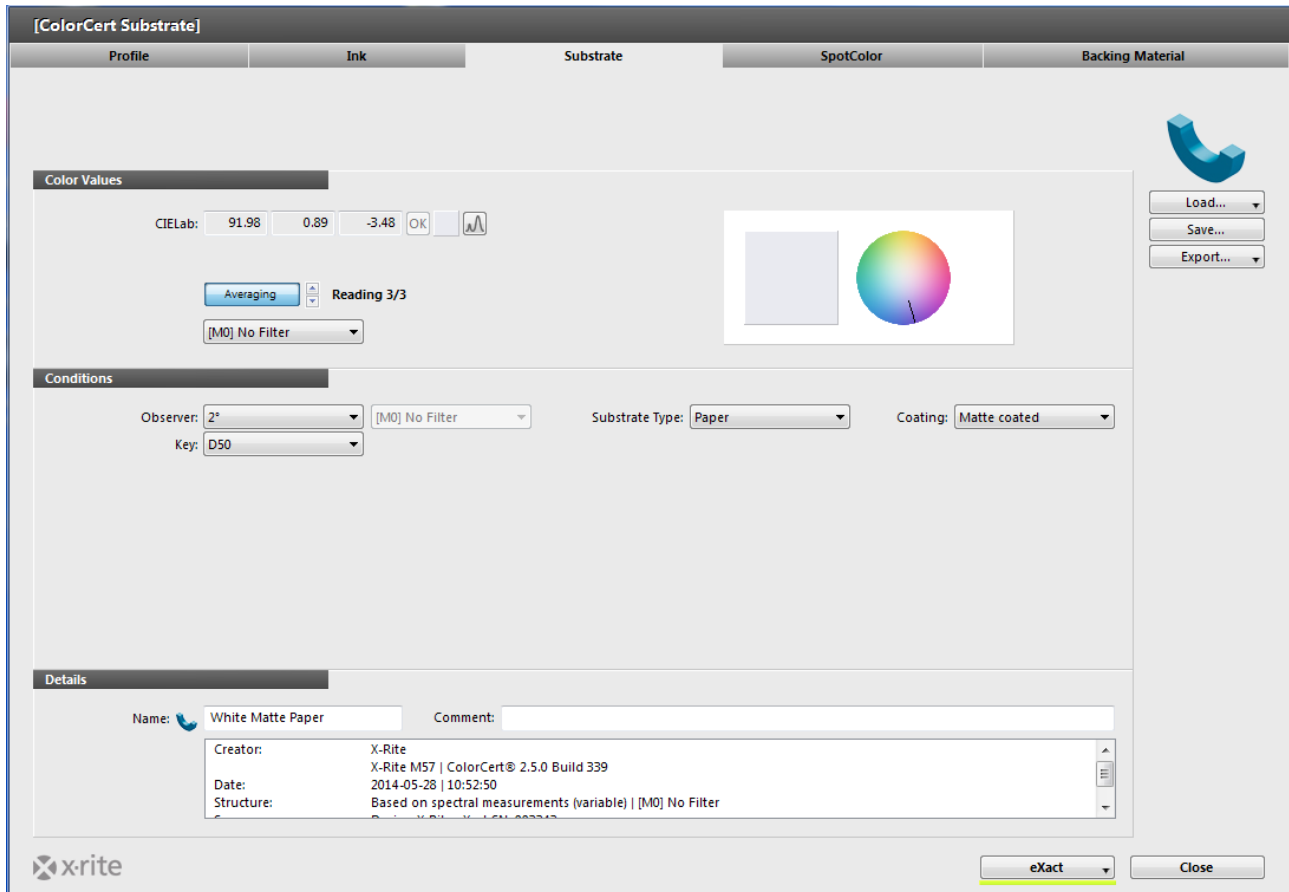 [ColorCert Substrate]
Profile Ink Substrate SpotColor Backing Material
Load...
Save...
Export...
Color Values
CIELab: 91.98 0.89 -3.48 OK
Averaging Reading 3/3
[M0] No Filter
Conditions
Observer: 2° [M0] No Filter Substrate Type: Paper Coating: Matte coated
Key: D50
Details
Name: White Matte Paper Comment:
Creator: X-Rite
X-Rite M57 | ColorCert® 2.5.0 Build 339
Date: 2014-05-28 | 10:52:50
Structure: Based on spectral measurements (variable) | [M0] No Filter
x·rite eXact Close